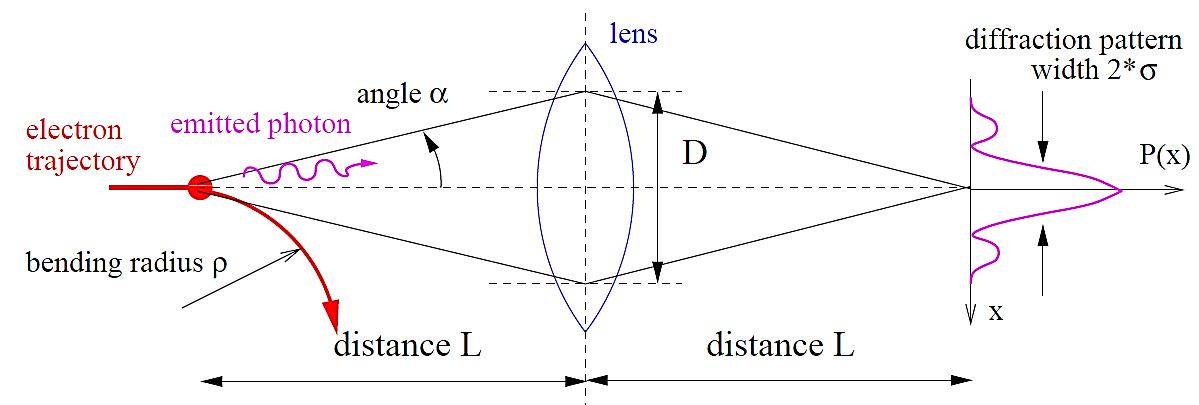 lens
diffraction pattern
width 2*σ
angle α
emitted photon
electron
trajectory
D
P(x)
bending radius ρ
x
distance L
distance L